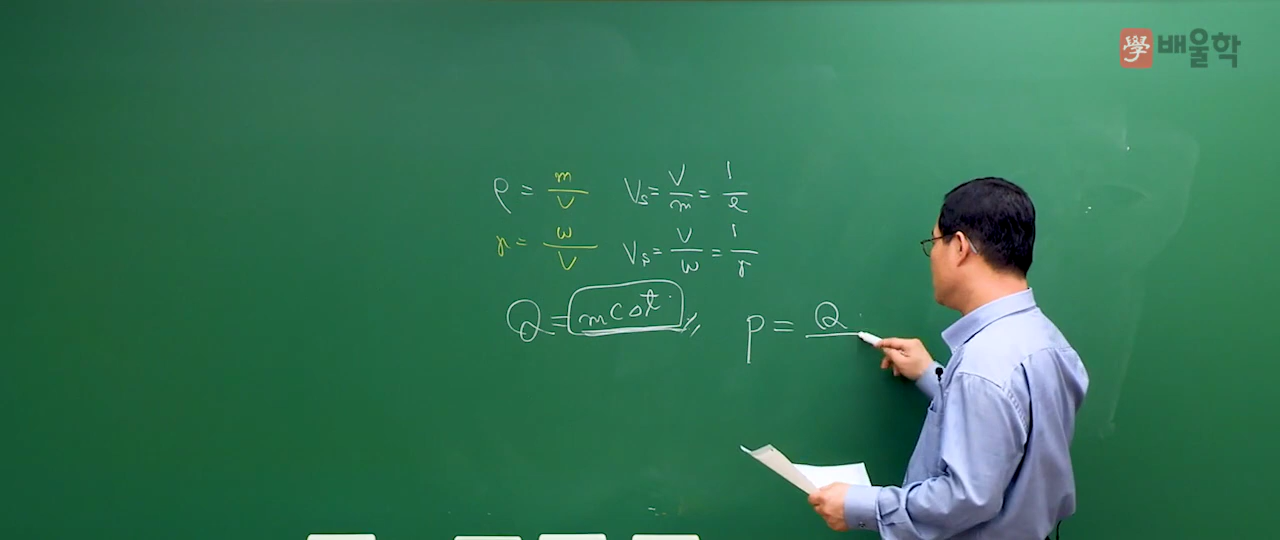 學 배울학
ρ = m/V   Vs = V/m = 1/ρ
γ = w/V   Vs = V/w = 1/γ
Q = mcΔt   P = Q/